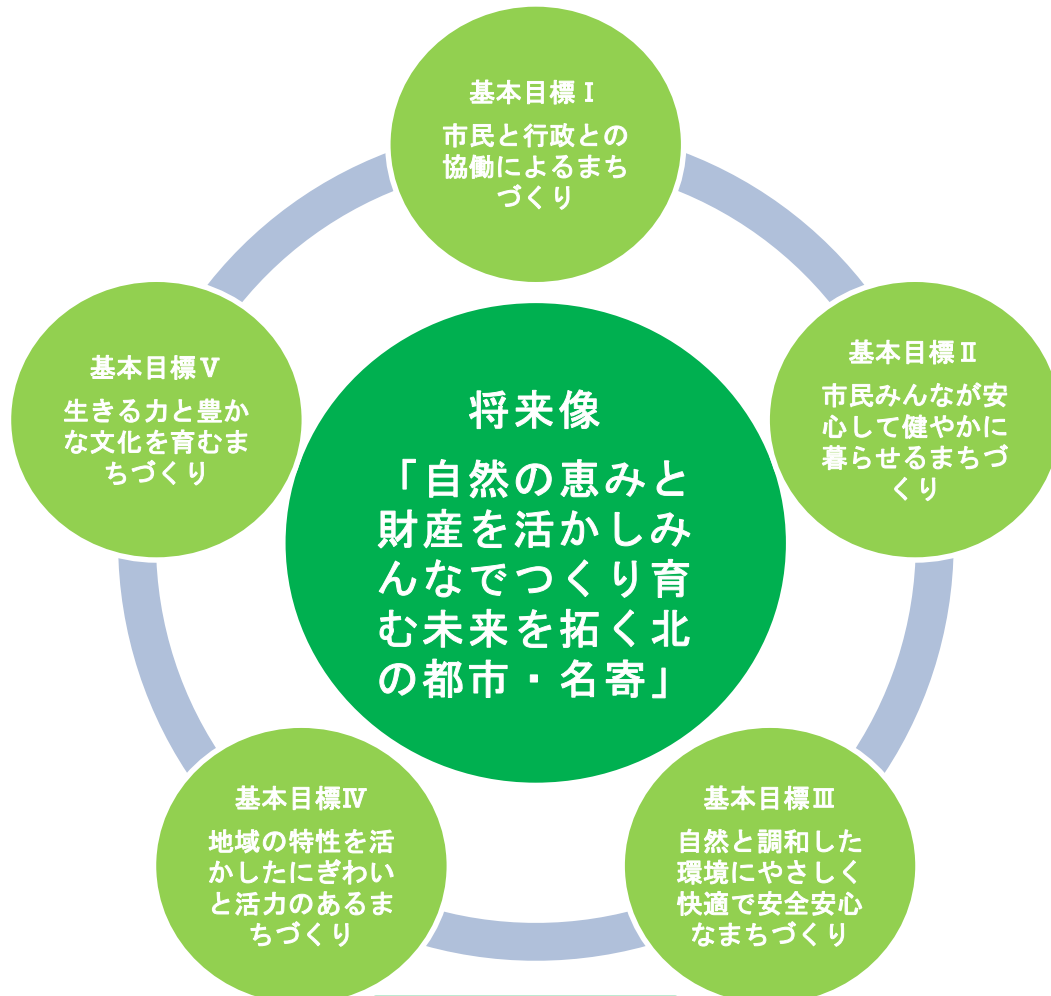 基本目標Ⅰ
市民と行政との
協働によるまち
づくり
基本目標Ⅱ
市民みんなが安
心して健やかに
暮らせるまちづ
くり
将来像
「自然の恵みと
財産を活かしみ
んなでつくり育
む未来を拓く北
の都市・名寄」
基本目標Ⅴ
生きる力と豊か
な文化を育むま
ちづくり
基本目標Ⅳ
地域の特性を活
かしたにぎわい
と活力のあるま
ちづくり
基本目標Ⅲ
自然と調和した
環境にやさしく
快適で安全安心
なまちづくり